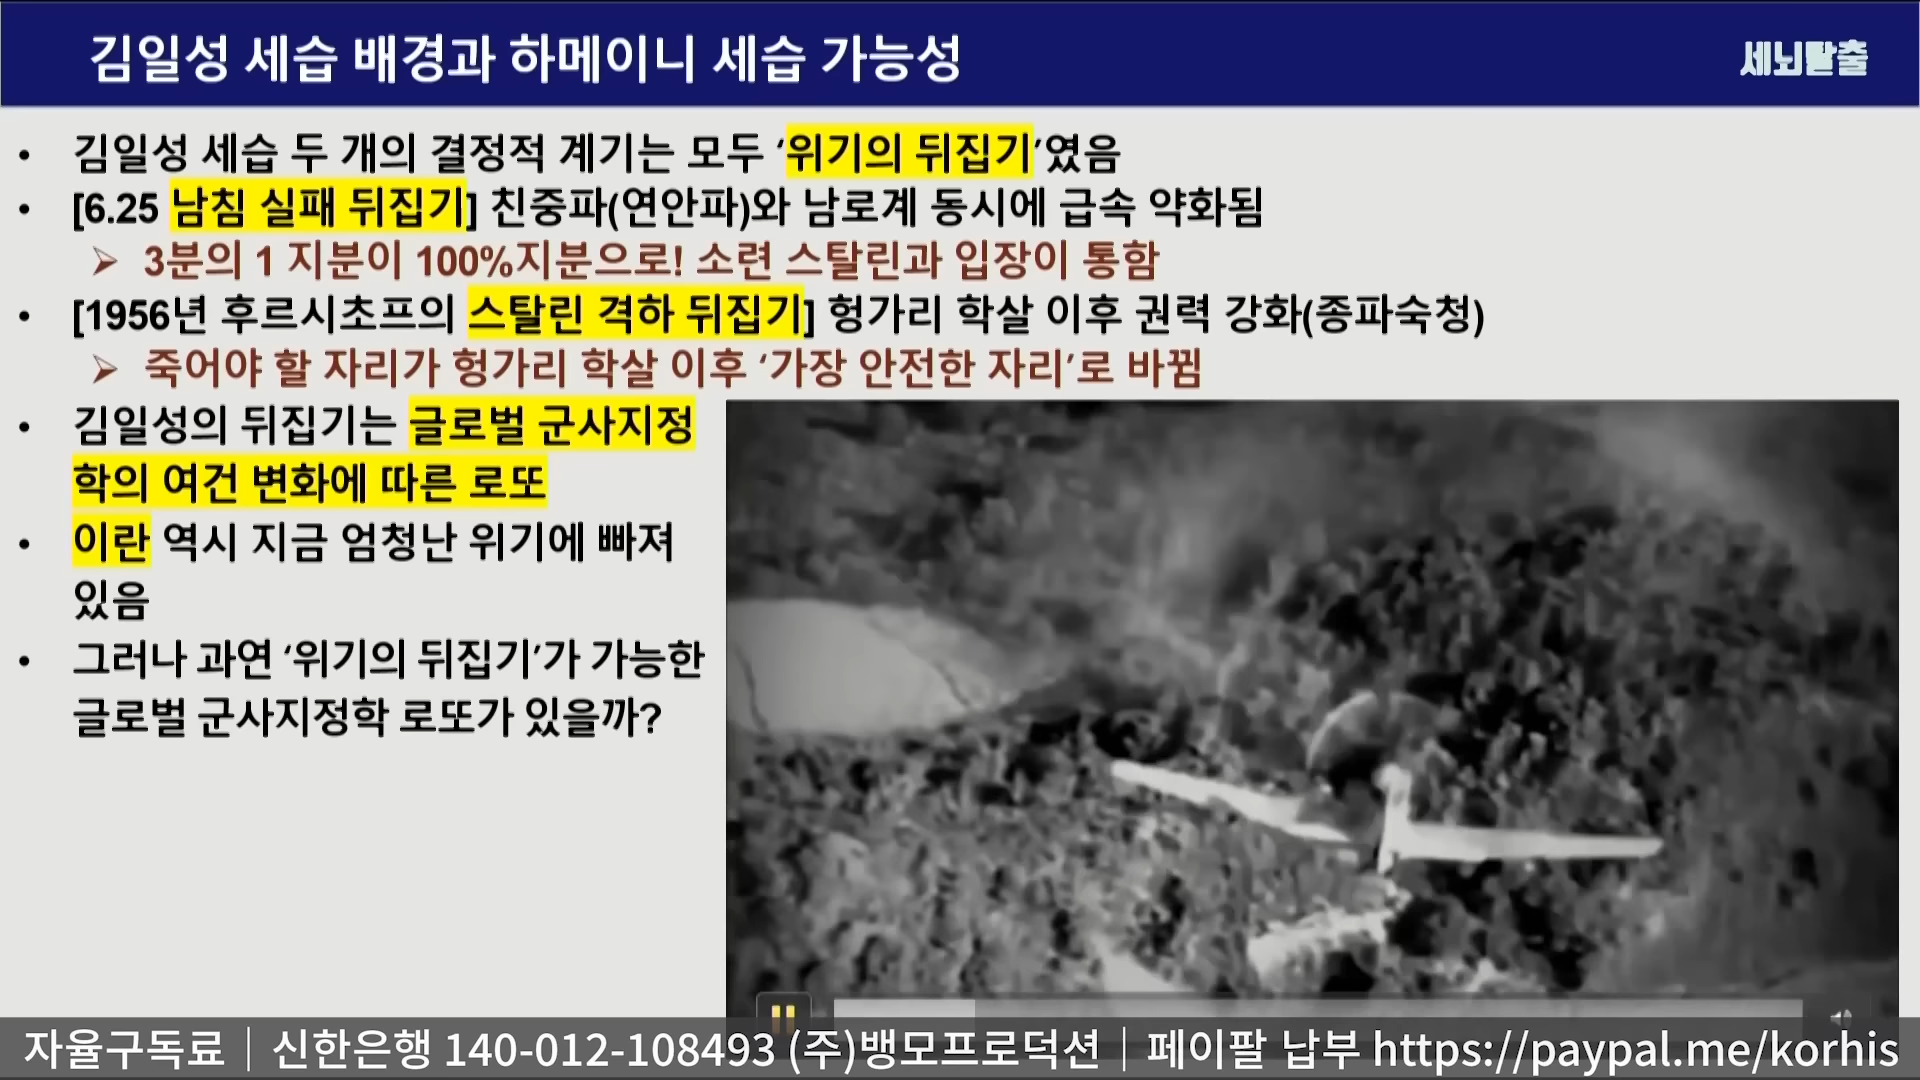 김일성 세습 배경과 하메이니 세습 가능성
세뇌탈출
• 김일성 세습 두 개의 결정적 계기는 모두 ‘위기의 뒤집기’였음
• [6.25 남침 실패 뒤집기] 친중파(연안파)와 남로계 동시에 급속 약화됨
➢ 3분의 1 지분이 100%지분으로! 소련 스탈린과 입장이 통함
• [1956년 후르시초프의 스탈린 격하 뒤집기] 헝가리 학살 이후 권력 강화(종파숙청)
➢ 죽어야 할 자리가 헝가리 학살 이후 ‘가장 안전한 자리’로 바뀜
• 김일성의 뒤집기는 글로벌 군사지정
학의 여건 변화에 따른 로또
• 이란 역시 지금 엄청난 위기에 빠져
있음
• 그러나 과연 ‘위기의 뒤집기’가 가능한
글로벌 군사지정학 로또가 있을까?
자율구독료｜신한은행 140-012-108493 (주)뱅모프로덕션｜페이팔 납부 https://paypal.me/korhis